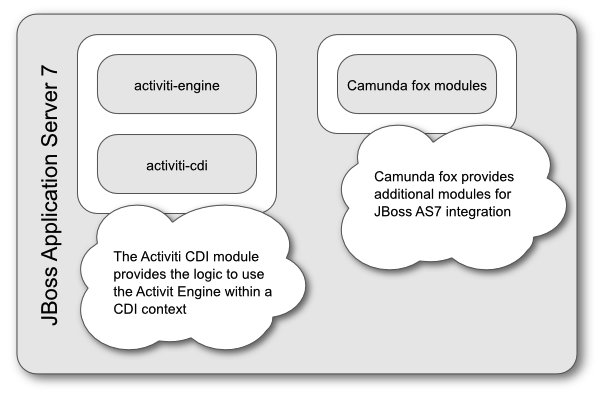 JBoss Application Server 7
activiti-engine
activiti-cdi
The Activiti CDI module
provides the logic to use
the Activit Engine within a
CDI context
Camunda fox modules
Camunda fox provides
additional modules for
JBoss AS7 integration